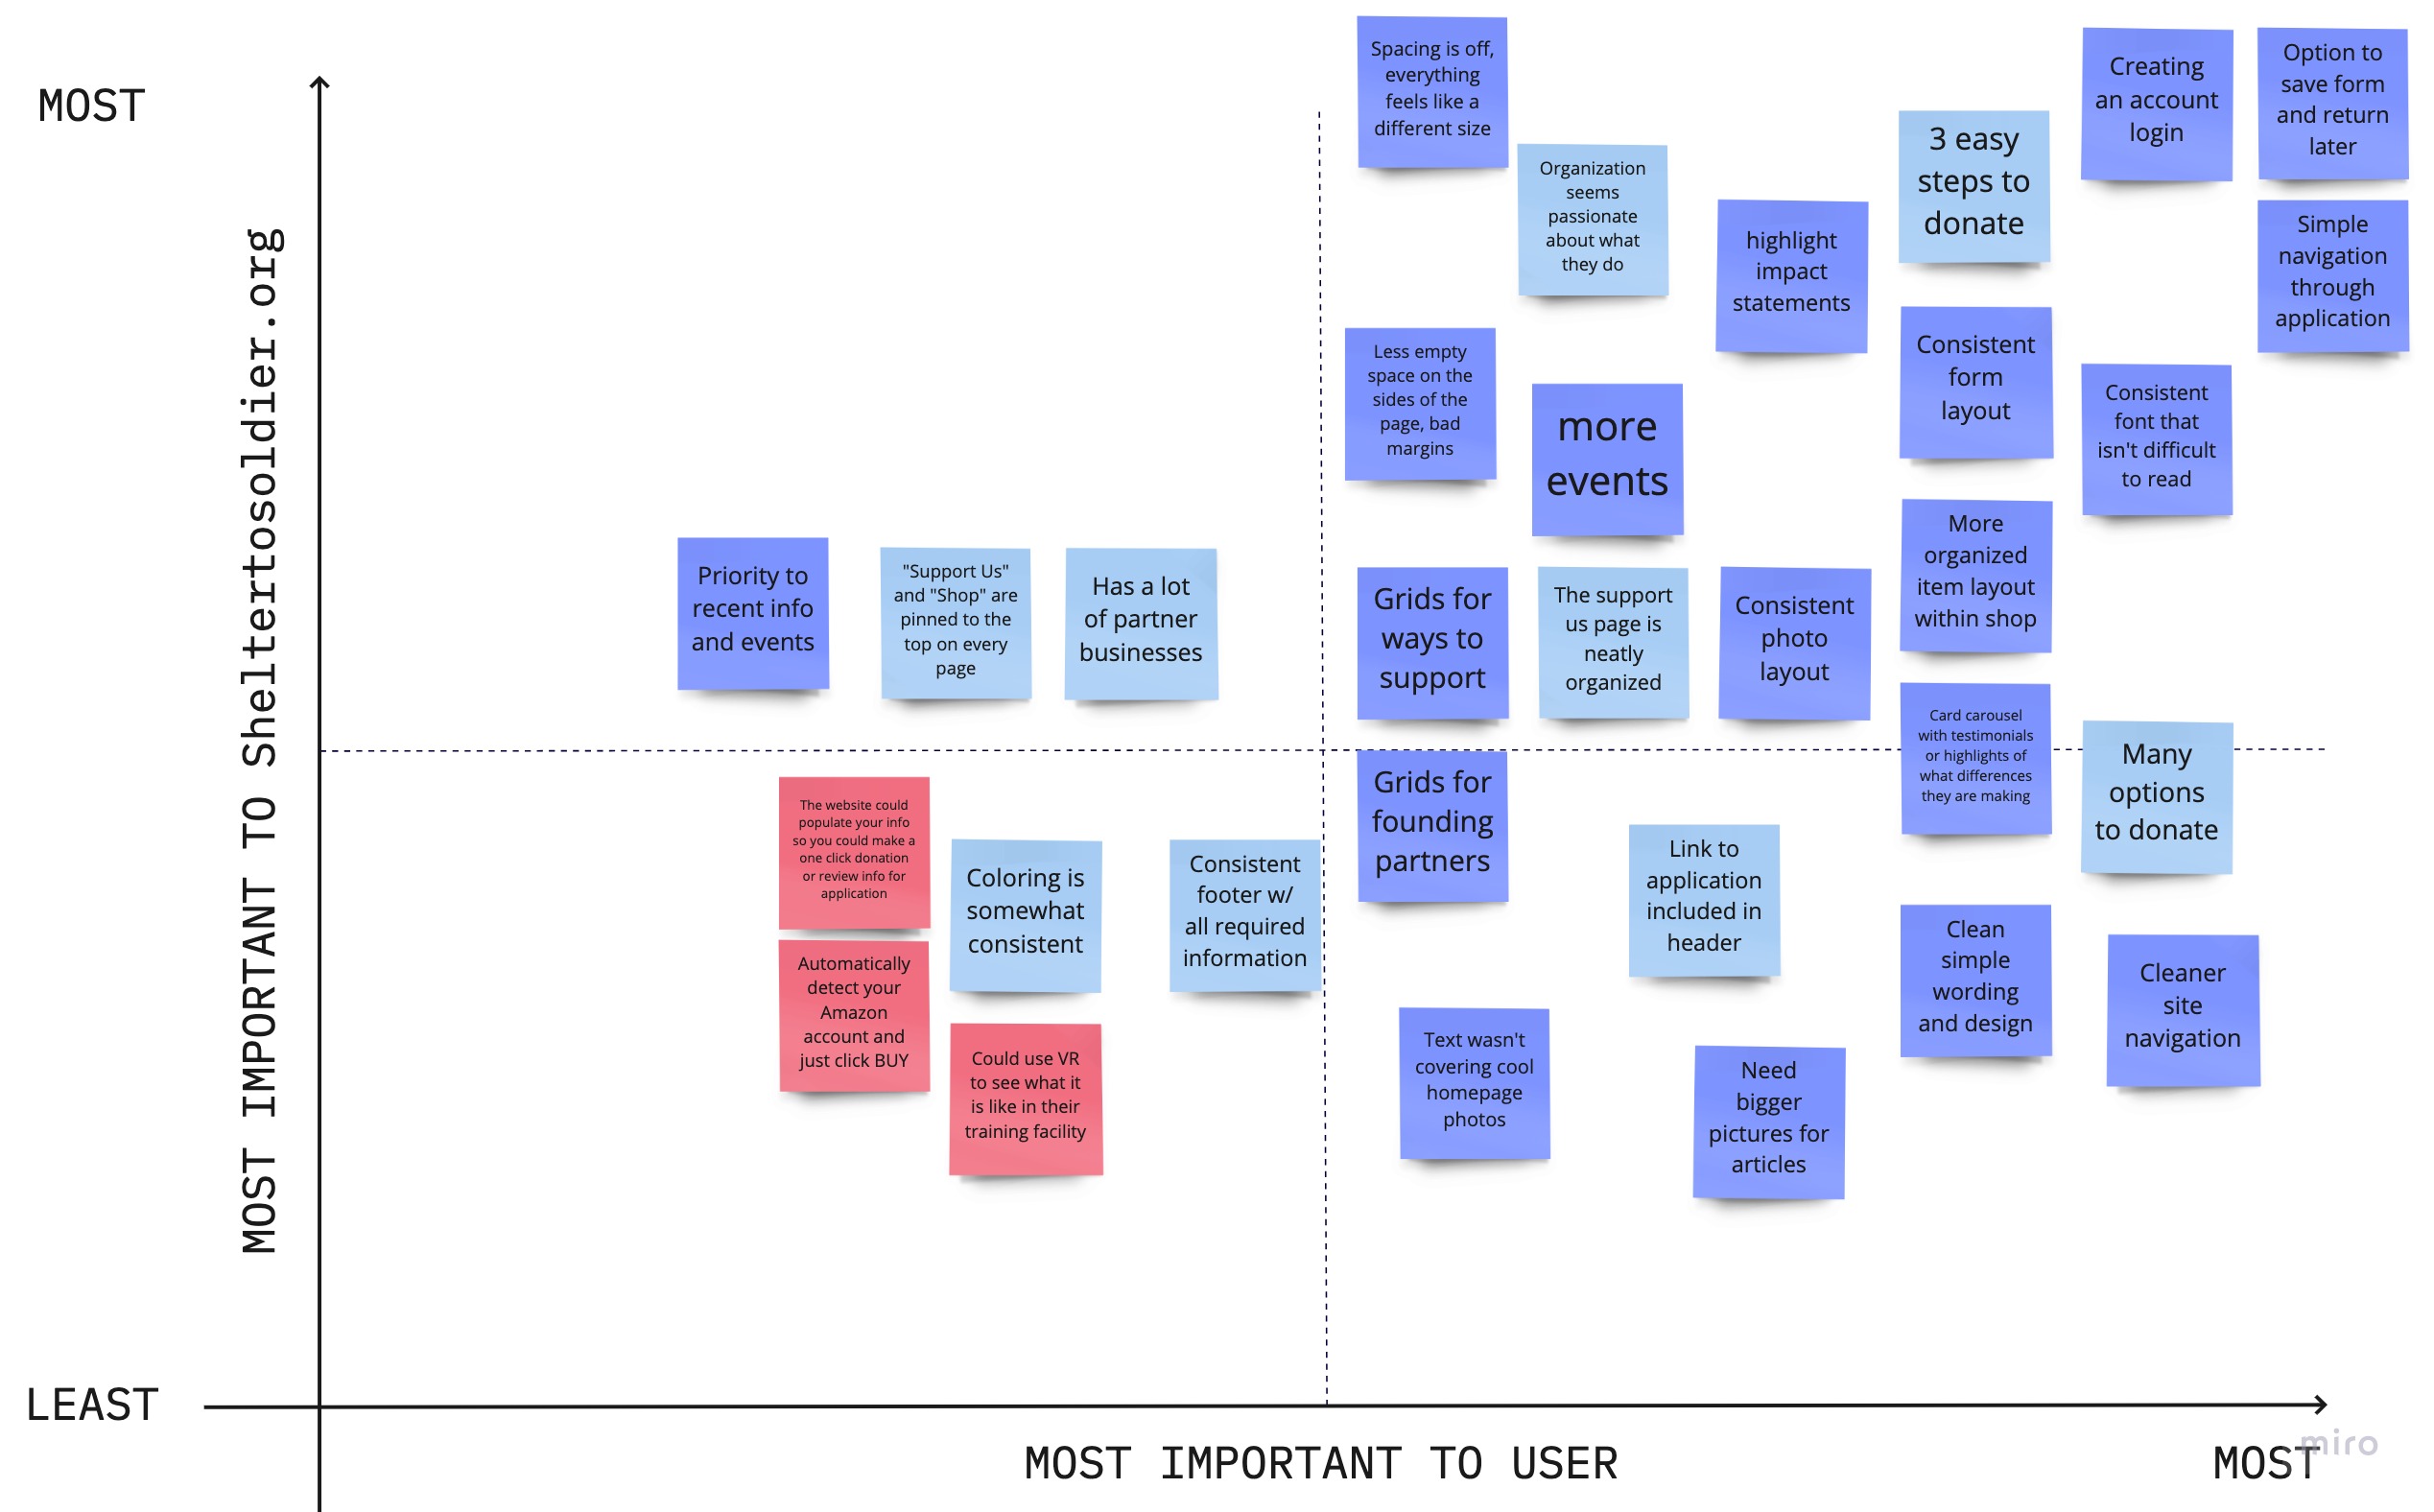 MOST
MOST IMPORTANT TO Sheltertosoldier.org
LEAST
MOST IMPORTANT TO USER
MOST
miro
Spacing is off,
everything
feels like a
different size
Organization
seems
passionate
about what
they do
highlight
impact
statements
3 easy
steps to
donate
Creating
an account
login
Option to
save form
and return
later
Simple
navigation
through
application
Less empty
space on the
sides of the
page, bad
margins
more
events
Consistent
form
layout
Consistent
font that
isn't difficult
to read
Priority to
recent info
and events
"Support Us"
and "Shop" are
pinned to the
top on every
page
Has a lot
of partner
businesses
Grids for
ways to
support
The support
us page is
neatly
organized
Consistent
photo
layout
More
organized
item layout
within shop
Card carousel
with testimonials
or highlights of
what differences
they are making
Many
options
to donate
The website could
populate your info
so you could make a
one click donation
or review info for
application
Coloring is
somewhat
consistent
Consistent
footer w/
all required
information
Grids for
founding
partners
Link to
application
included in
header
Clean
simple
wording
and design
Cleaner
site
navigation
Automatically
detect your
Amazon
account and
just click BUY
Could use VR
to see what it
is like in their
training facility
Text wasn't
covering cool
homepage
photos
Need
bigger
pictures for
articles